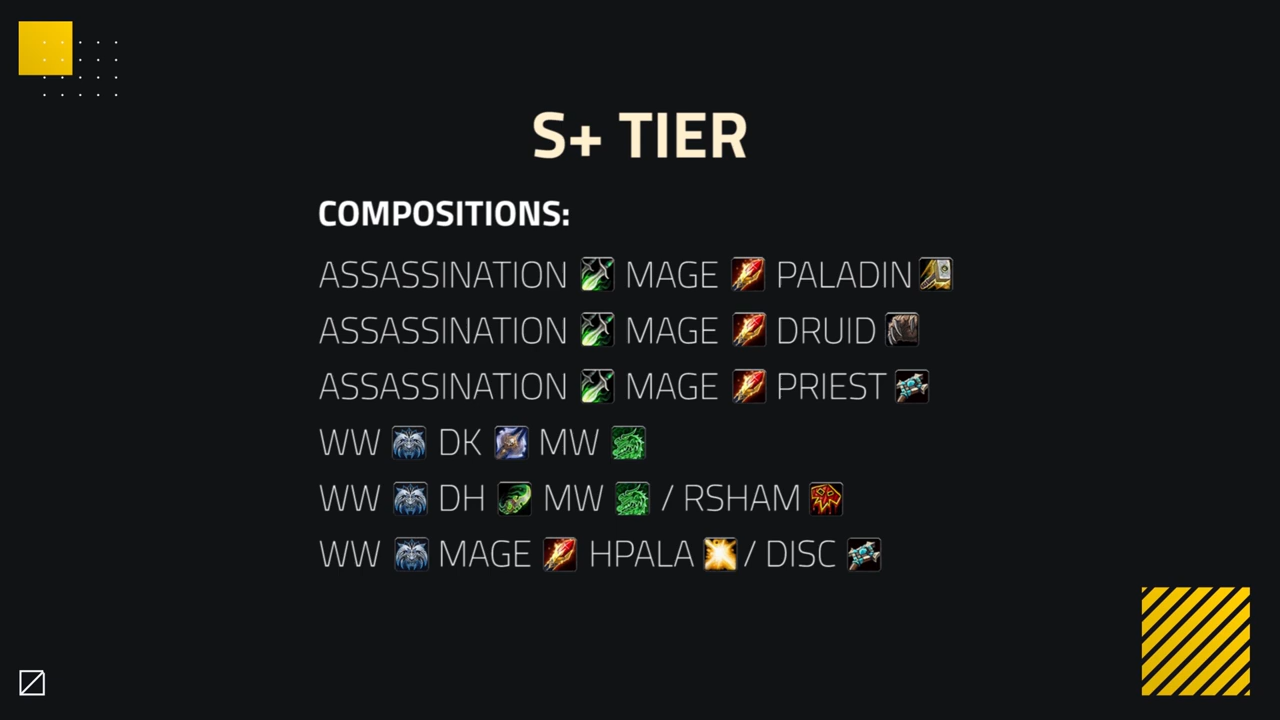 S+ TIER
COMPOSITIONS:
ASSASSINATION MAGE PALADIN
ASSASSINATION MAGE DRUID
ASSASSINATION MAGE PRIEST
WW DK MW
WW DH MW / RSHAM
WW MAGE HPALA / DISC